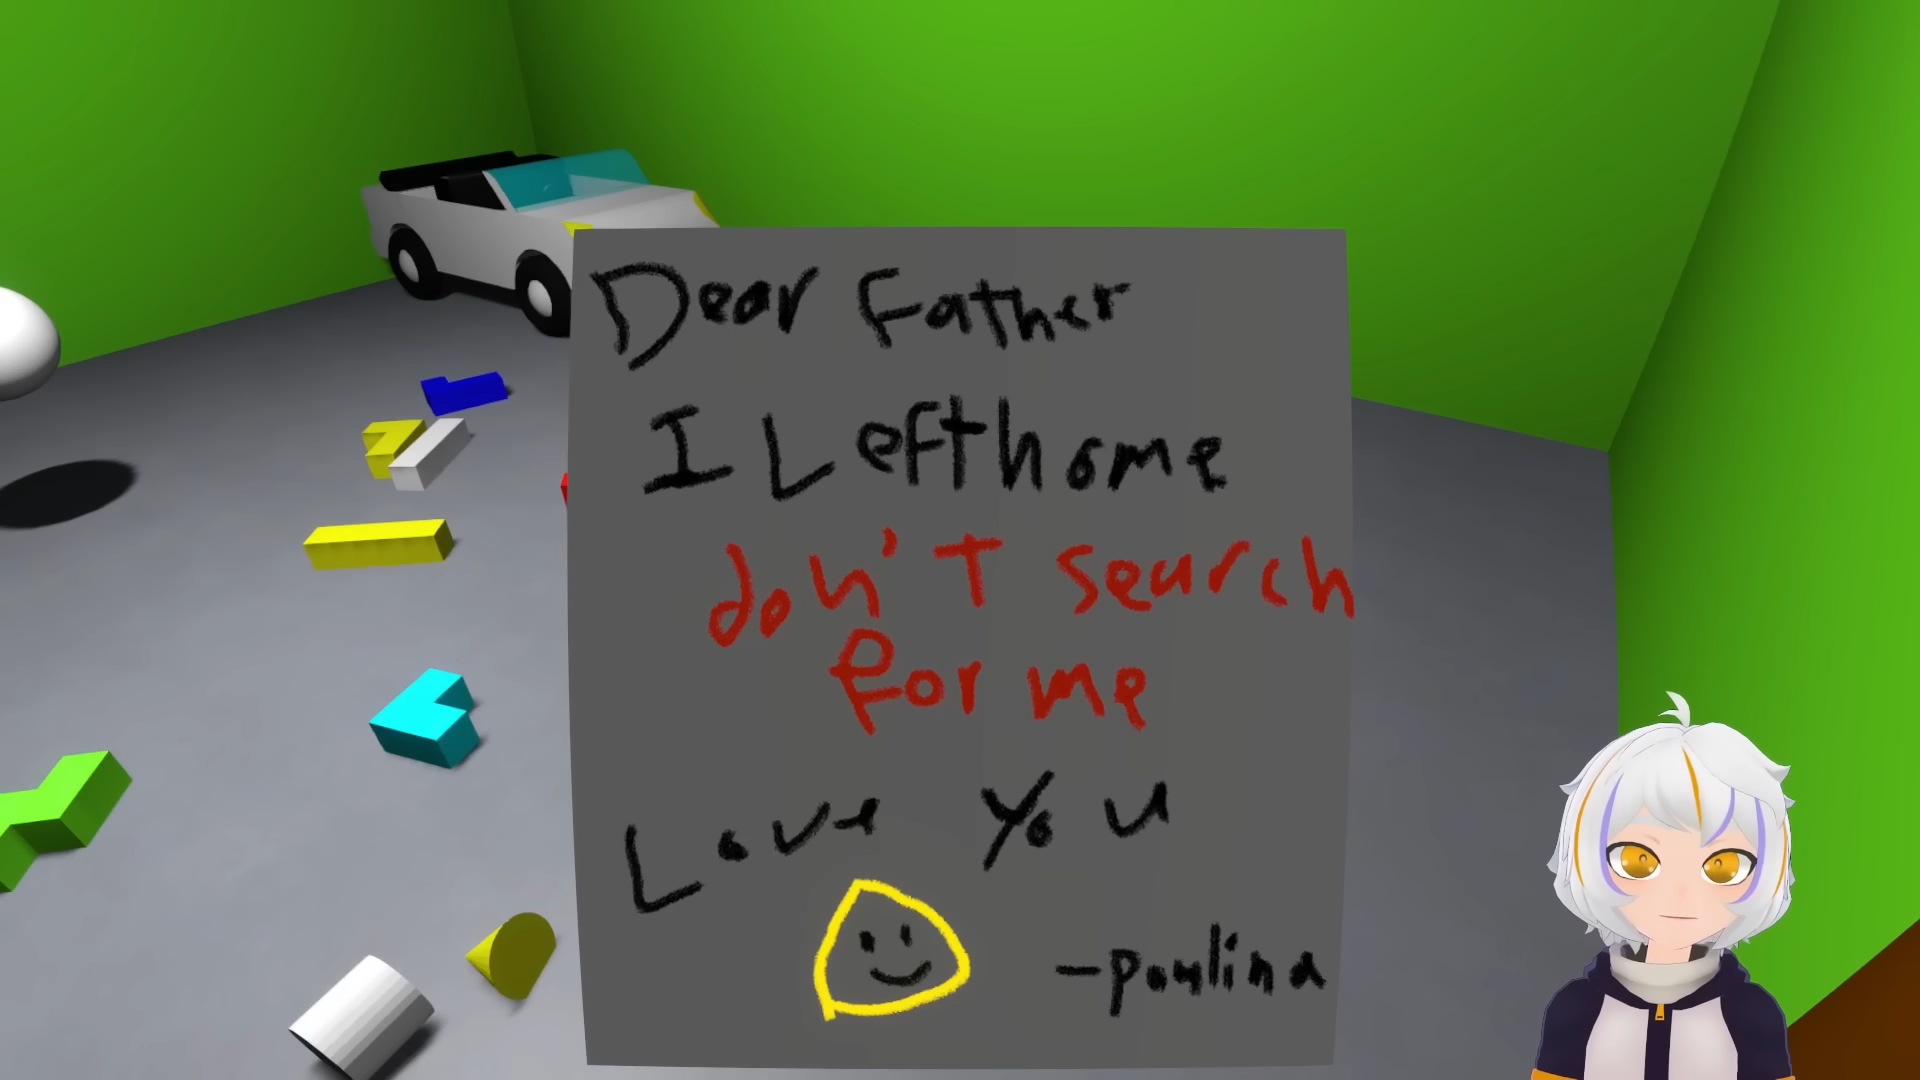 Dear Father
I Left home
don't search
for me
Love You
-paulina